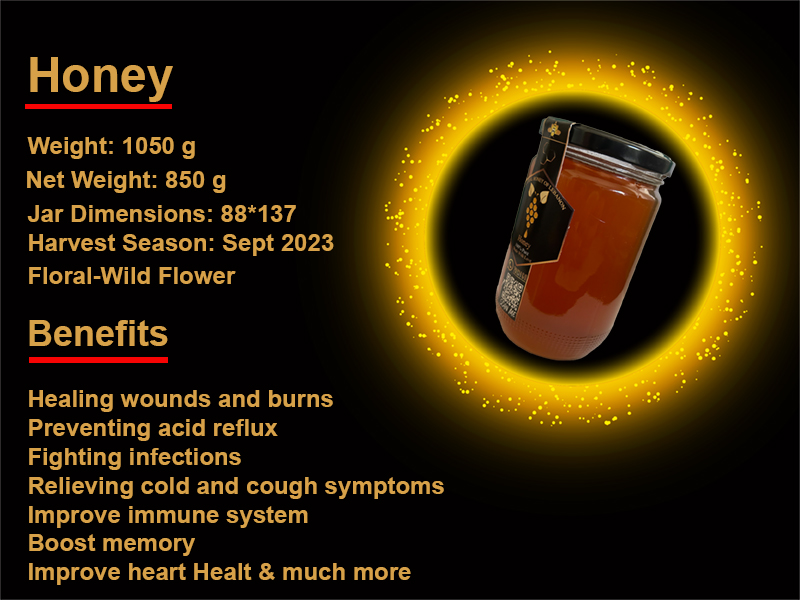 Honey
Weight: 1050 g
Net Weight: 850 g
Jar Dimensions: 88*137
Harvest Season: Sept 2023
Floral-Wild Flower
Benefits
Healing wounds and burns
Preventing acid reflux
Fighting infections
Relieving cold and cough symptoms
Improve immune system
Boost memory
Improve heart Healt & much more